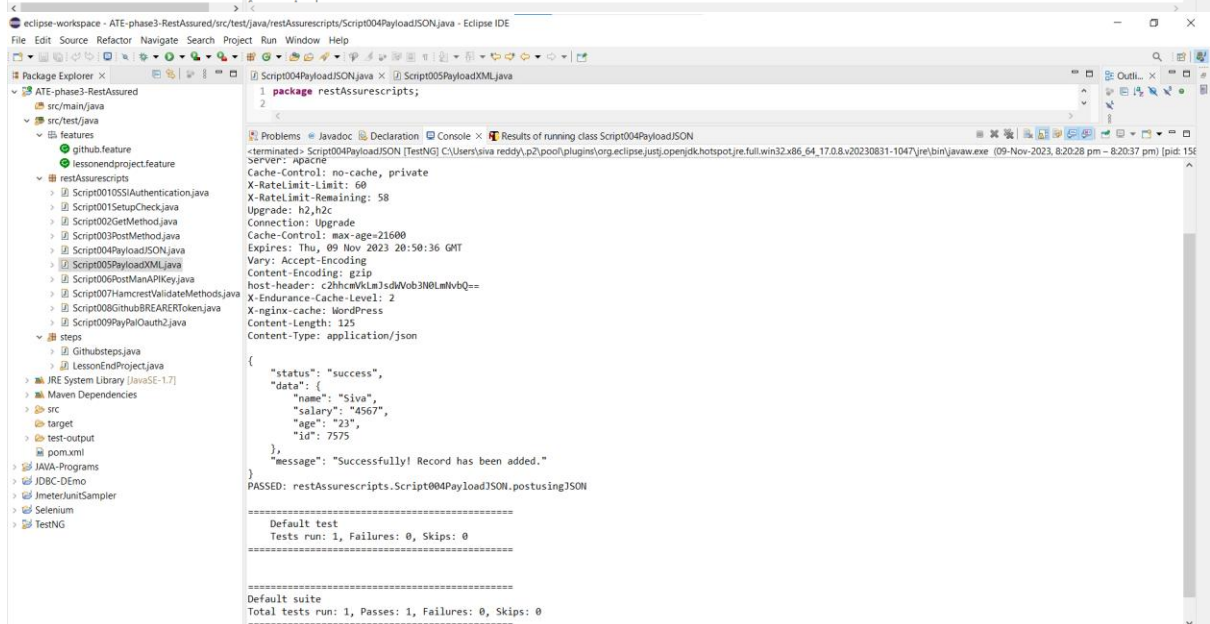 eclipse-workspace - ATE-phase3-RestAssured/src/test/java/restAssurescripts/Script004PayloadJSON.java - Eclipse IDE
File Edit Source Refactor Navigate Search Project Run Window Help
Package Explorer
ATE-phase3-RestAssured
src/main/java
src/test/java
features
github.feature
lessonendproject.feature
restAssurescripts
Script0010SSlAuthentication.java
Script001SetupCheck.java
Script002GetMethod.java
Script003PostMethod.java
Script004PayloadJSON.java
Script005PayloadXML.java
Script006PostManAPIKey.java
Script007HamcrestValidateMethods.java
Script008GithubBREARERToken.java
Script009PayPalOauth2.java
steps
Githubsteps.java
LessonEndProject.java
JRE System Library [JavaSE-1.7]
Maven Dependencies
src
target
test-output
pom.xml
JAVA-Programs
JDBC-DEmo
JmeterJunitSampler
Selenium
TestNG
Script004PayloadJSON.java Script005PayloadXML.java
1 package restAssurescripts;
2
Outli...
Problems Javadoc Declaration Console Results of running class Script004PayloadJSON
<terminated> Script004PayloadJSON [TestNG] C:\Users\siva reddy\.p2\pool\plugins\org.eclipse.justj.openjdk.hotspot.jre.full.win32.x86_64_17.0.8.v20230831-1047\jre\bin\javaw.exe (09-Nov-2023, 8:20:28 pm – 8:20:37 pm) [pid: 158
Server: Apache
Cache-Control: no-cache, private
X-RateLimit-Limit: 60
X-RateLimit-Remaining: 58
Upgrade: h2,h2c
Connection: Upgrade
Cache-Control: max-age=21600
Expires: Thu, 09 Nov 2023 20:50:36 GMT
Vary: Accept-Encoding
Content-Encoding: gzip
host-header: c2hhcmVkLmJsdWVob3N0LmNvbQ==
X-Endurance-Cache-Level: 2
X-nginx-cache: WordPress
Content-Length: 125
Content-Type: application/json
{
"status": "success",
"data": {
"name": "Siva",
"salary": "4567",
"age": "23",
"id": 7575
},
"message": "Successfully! Record has been added."
}
PASSED: restAssurescripts.Script004PayloadJSON.postusingJSON
===============================================
Default test
Tests run: 1, Failures: 0, Skips: 0
===============================================
===============================================
Default suite
Total tests run: 1, Passes: 1, Failures: 0, Skips: 0
===============================================